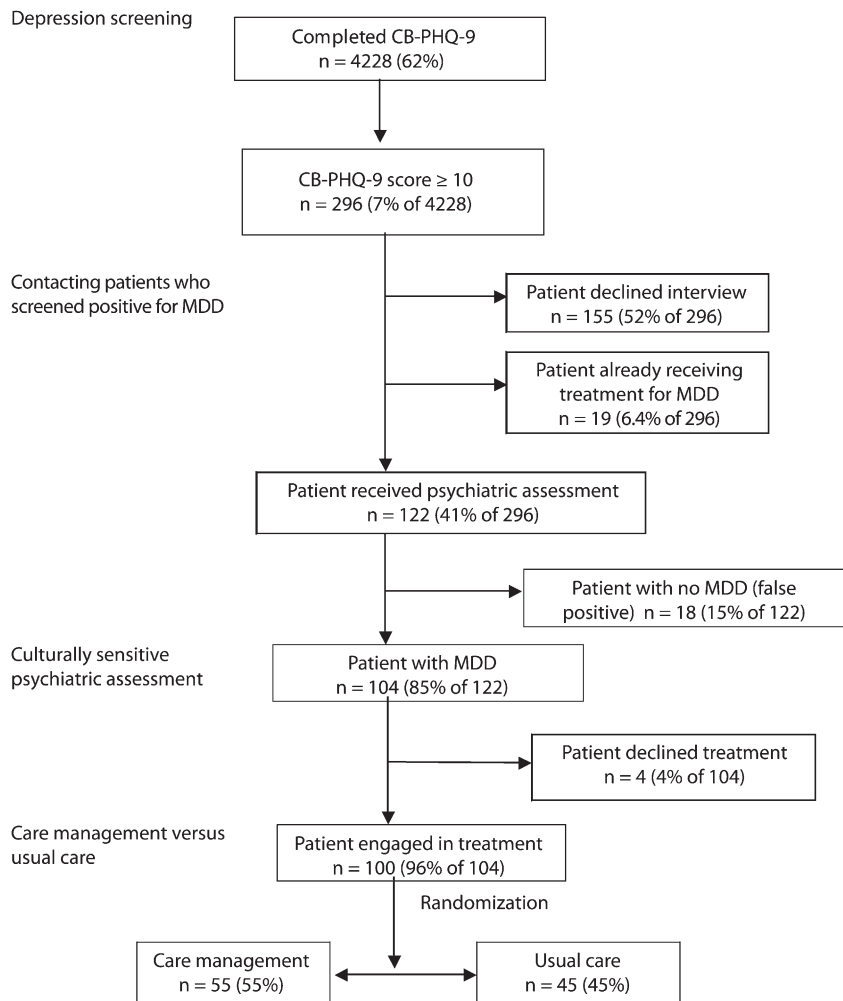 Depression screening
Completed CB-PHQ-9
n = 4228 (62%)
CB-PHQ-9 score ≥ 10
n = 296 (7% of 4228)
Contacting patients who
screened positive for MDD
Patient declined interview
n = 155 (52% of 296)
Patient already receiving
treatment for MDD
n = 19 (6.4% of 296)
Patient received psychiatric assessment
n = 122 (41% of 296)
Patient with no MDD (false
positive) n = 18 (15% of 122)
Culturally sensitive
psychiatric assessment
Patient with MDD
n = 104 (85% of 122)
Patient declined treatment
n = 4 (4% of 104)
Care management versus
usual care
Patient engaged in treatment
n = 100 (96% of 104)
Randomization
Care management
n = 55 (55%)
Usual care
n = 45 (45%)